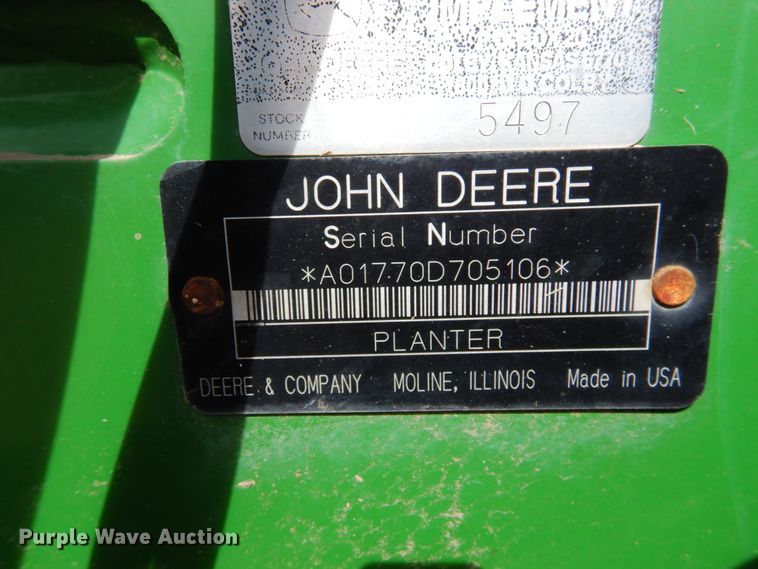 IMPLEMENT
STOCK
NUMBER 5497
JOHN DEERE
Serial Number
*A01770D705106*
PLANTER
DEERE & COMPANY MOLINE, ILLINOIS Made in USA
Purple Wave Auction